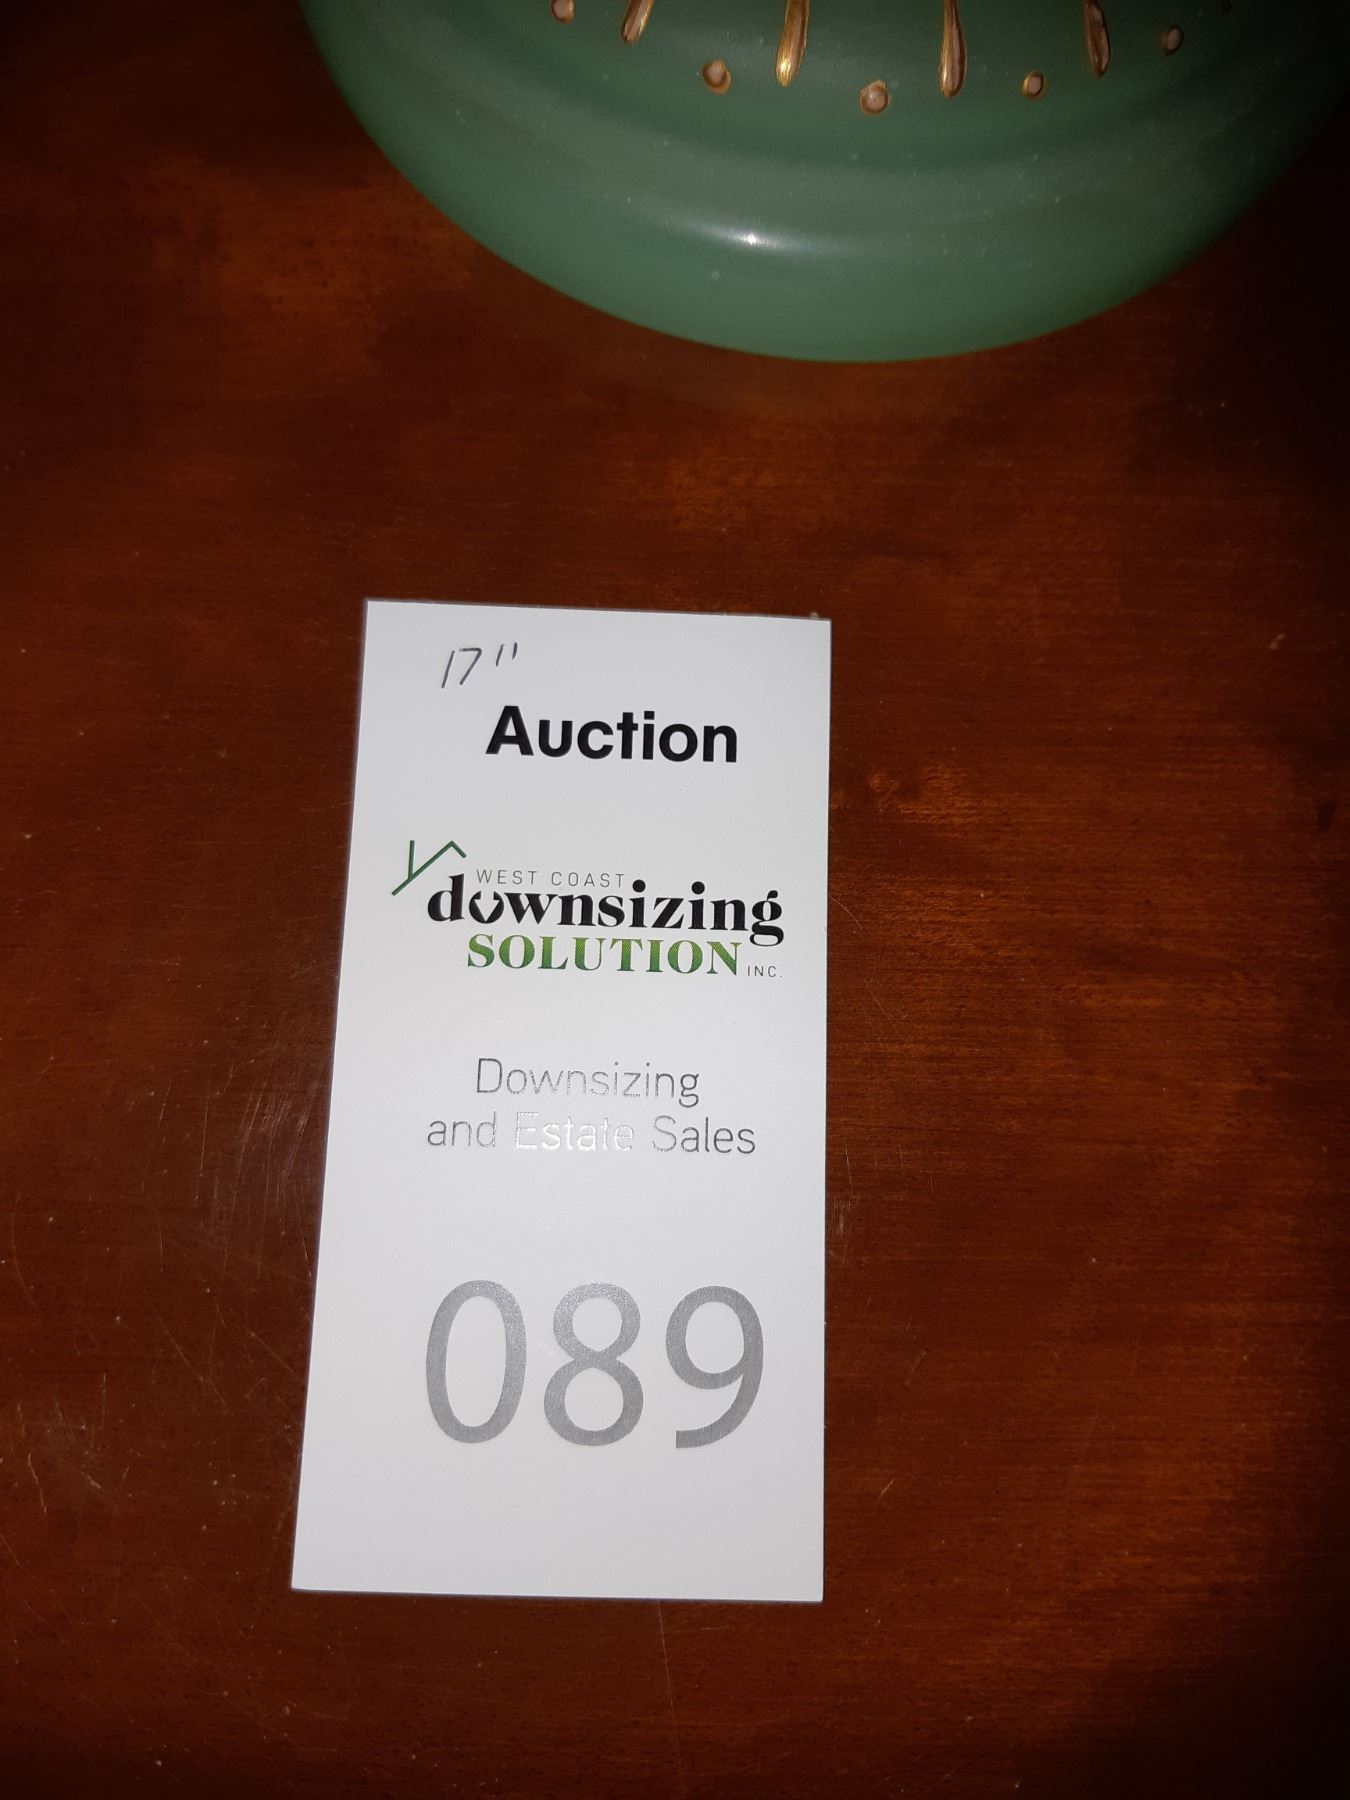 17"
Auction
WEST COAST
downsizing
SOLUTION INC.
Downsizing
and Estate Sales
089